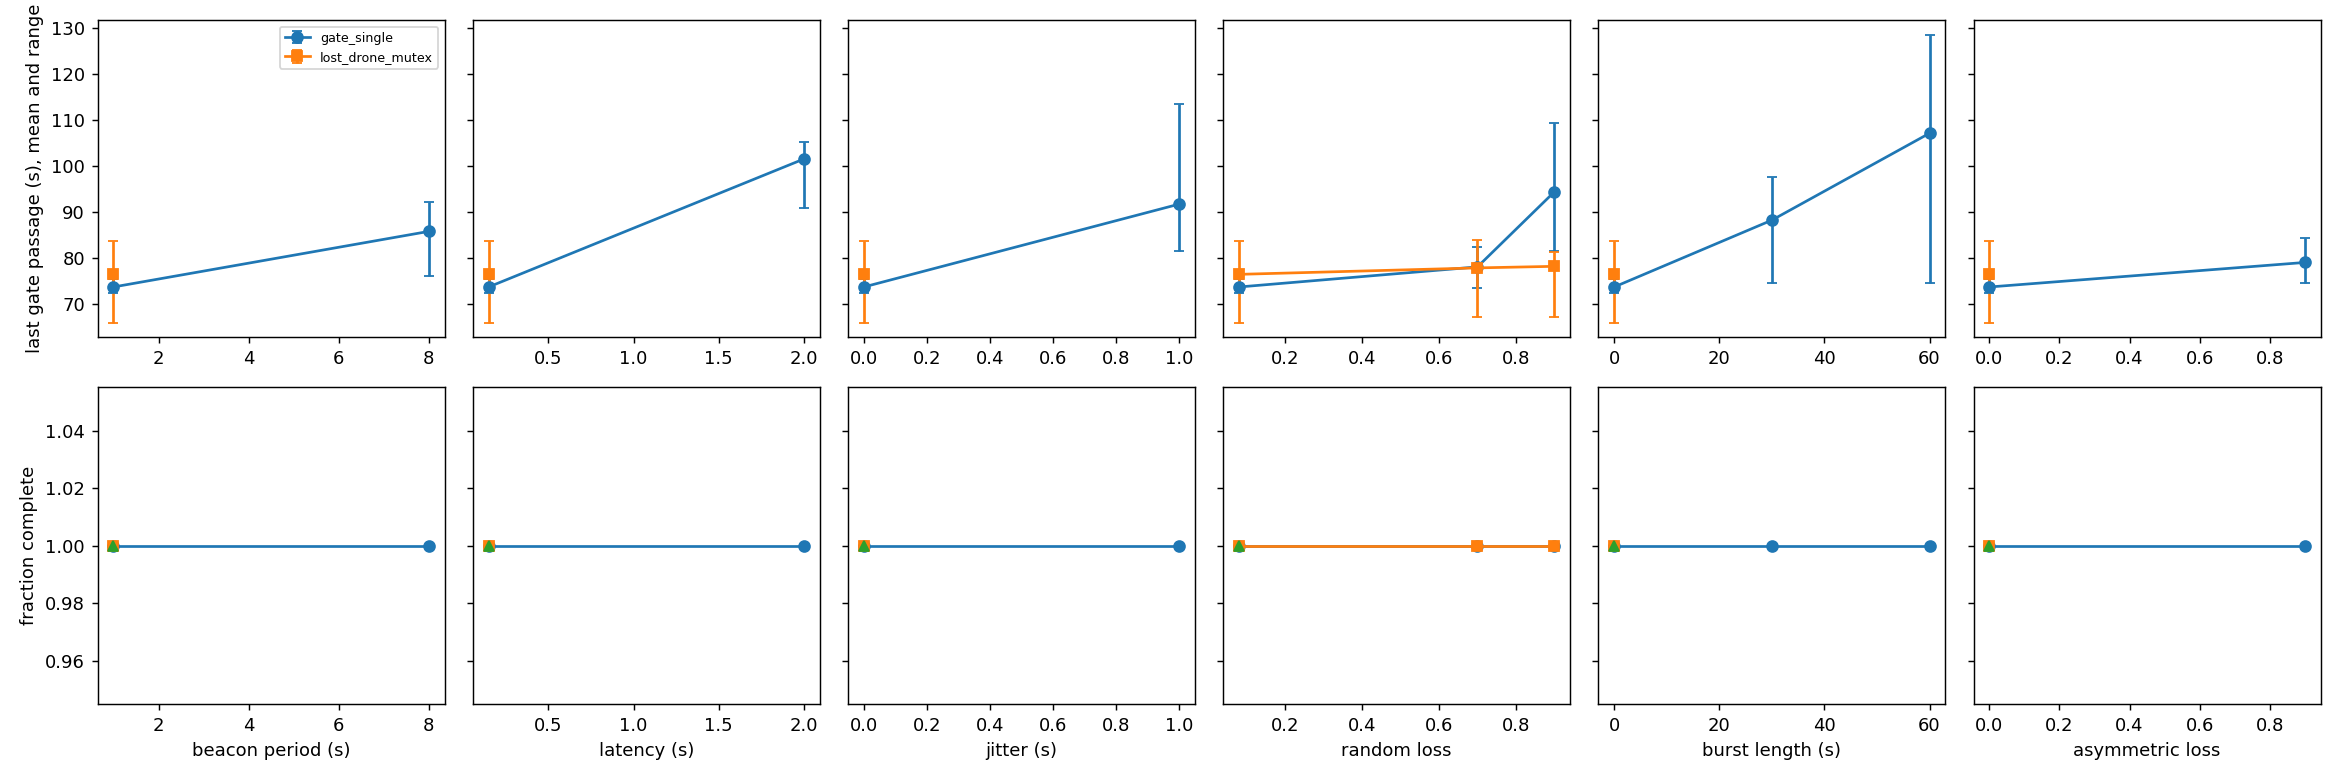 last gate passage (s), mean and range
130
120
110
100
90
80
70
gate_single
lost_drone_mutex
2 4 6 8
0.5 1.0 1.5 2.0
0.0 0.2 0.4 0.6 0.8 1.0
0.2 0.4 0.6 0.8
0 20 40 60
0.0 0.2 0.4 0.6 0.8
fraction complete
1.04
1.02
1.00
0.98
0.96
2 4 6 8
0.5 1.0 1.5 2.0
0.0 0.2 0.4 0.6 0.8 1.0
0.2 0.4 0.6 0.8
0 20 40 60
0.0 0.2 0.4 0.6 0.8
beacon period (s)
latency (s)
jitter (s)
random loss
burst length (s)
asymmetric loss